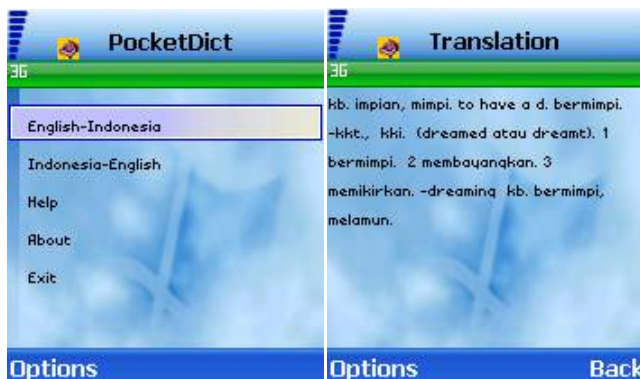 PocketDict
3G
English-Indonesia
Indonesia-English
Help
About
Exit
Options
Translation
3G
kb. impian, mimpi. to have a d. bermimpi.
-kkt., kki. (dreamed atau dreamt). 1
bermimpi. 2 membayangkan. 3
memikirkan. -dreaming kb. bermimpi,
melamun.
Options Back